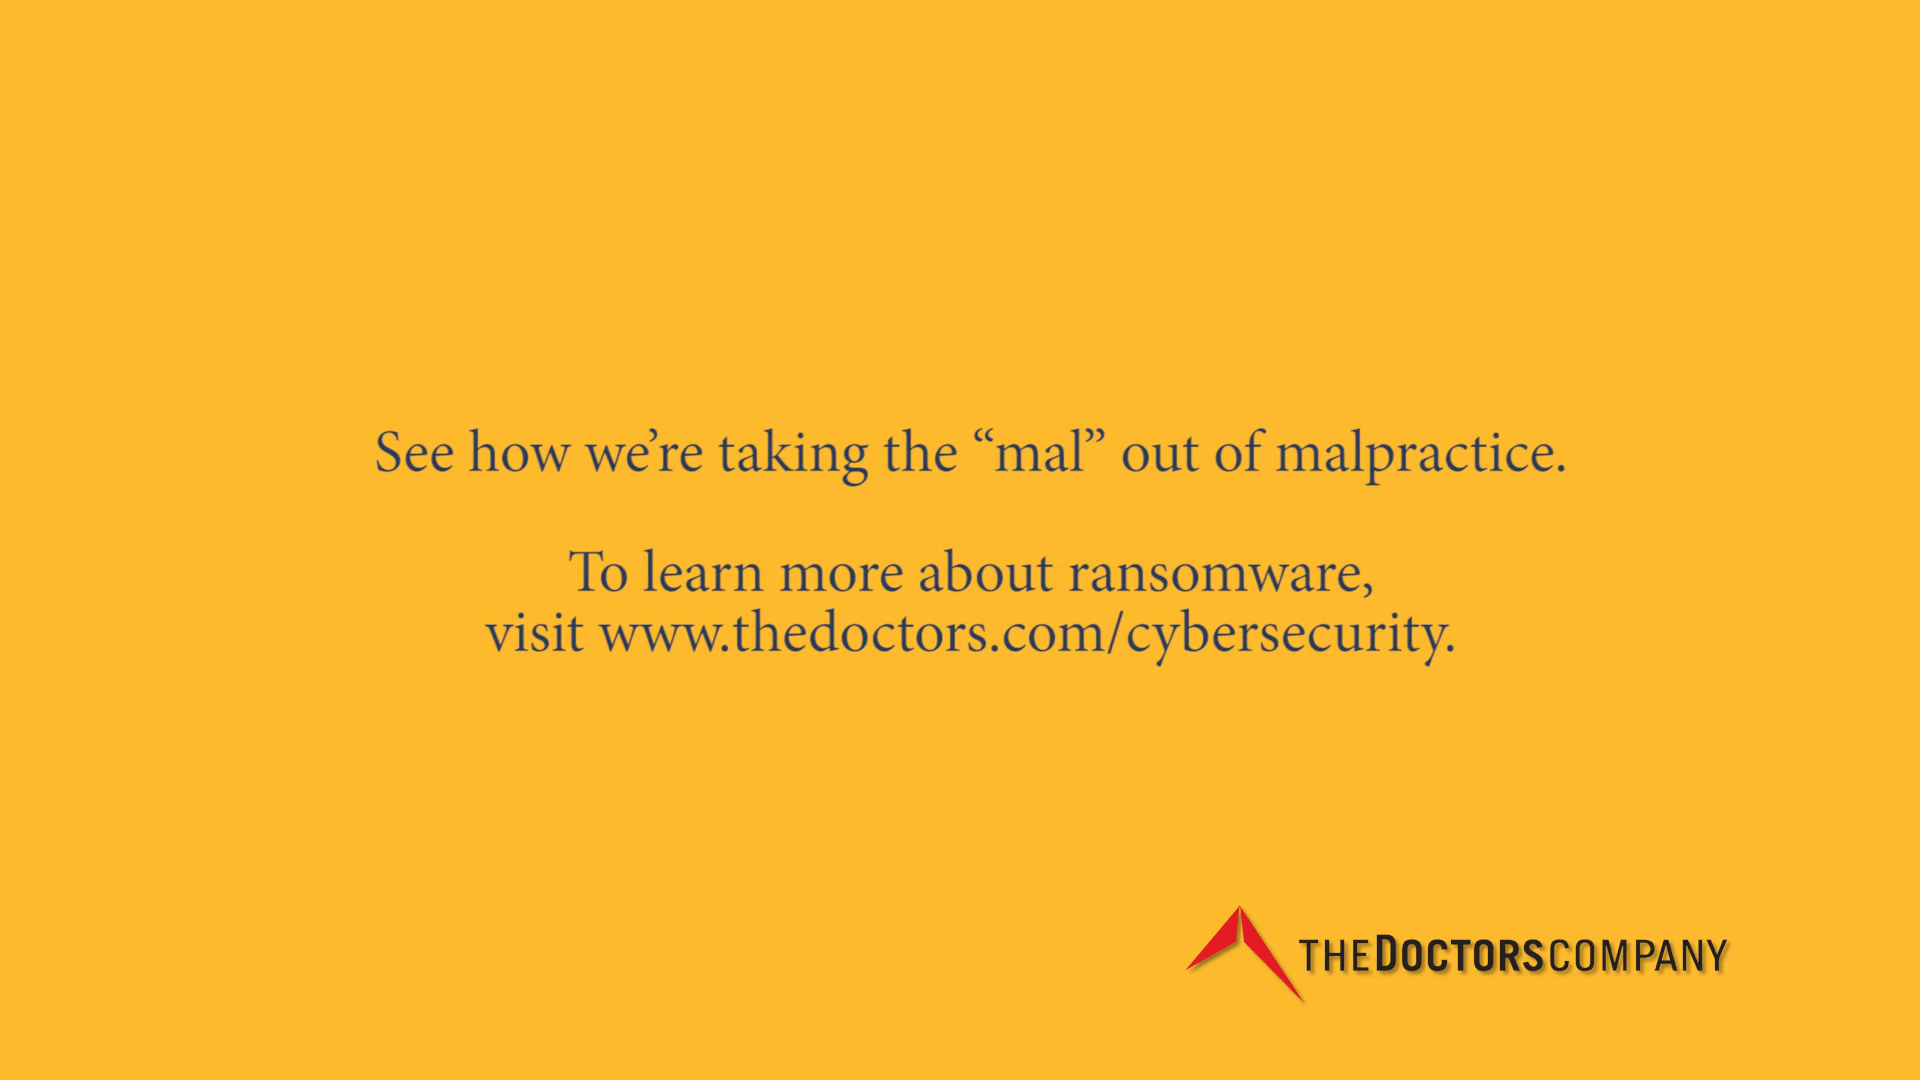 See how we’re taking the “mal” out of malpractice.
To learn more about ransomware,
visit www.thedoctors.com/cybersecurity.
THEDOCTORSCOMPANY